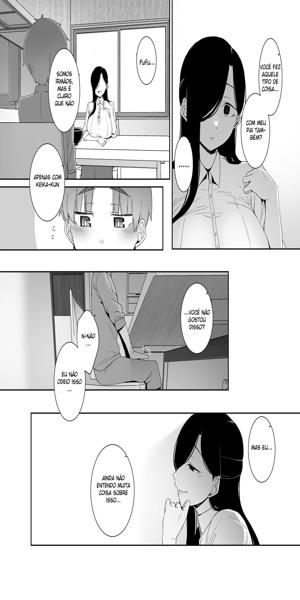 VOCÊ FEZ
AQUELE
TIPO DE
COISA...
COM MEU
PAI TAM-
BÉM?
......
FUFU...
SOMOS
IRMÃOS,
MAS É
CLARO
QUE NÃO
APENAS COM
KEIKA-KUN
...VOCÊ NÃO
GOSTOU
DISSO?
N-NÃO
...
EU NÃO
ODEIO ISSO
MAS EU...
AINDA NÃO
ENTENDO MUITA
COISA SOBRE
ISSO...